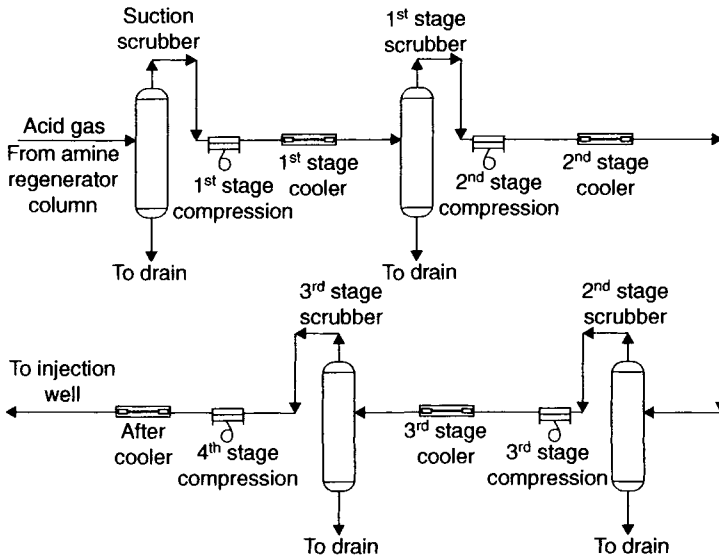 Suction
scrubber
1st stage
scrubber
Acid gas
From amine
regenerator
column
1st stage
compression
1st stage
cooler
2nd stage
compression
2nd stage
cooler
To drain
To drain
3rd stage
scrubber
2nd stage
scrubber
To injection
well
After
cooler
4th stage
compression
3rd stage
cooler
3rd stage
compression
To drain
To drain